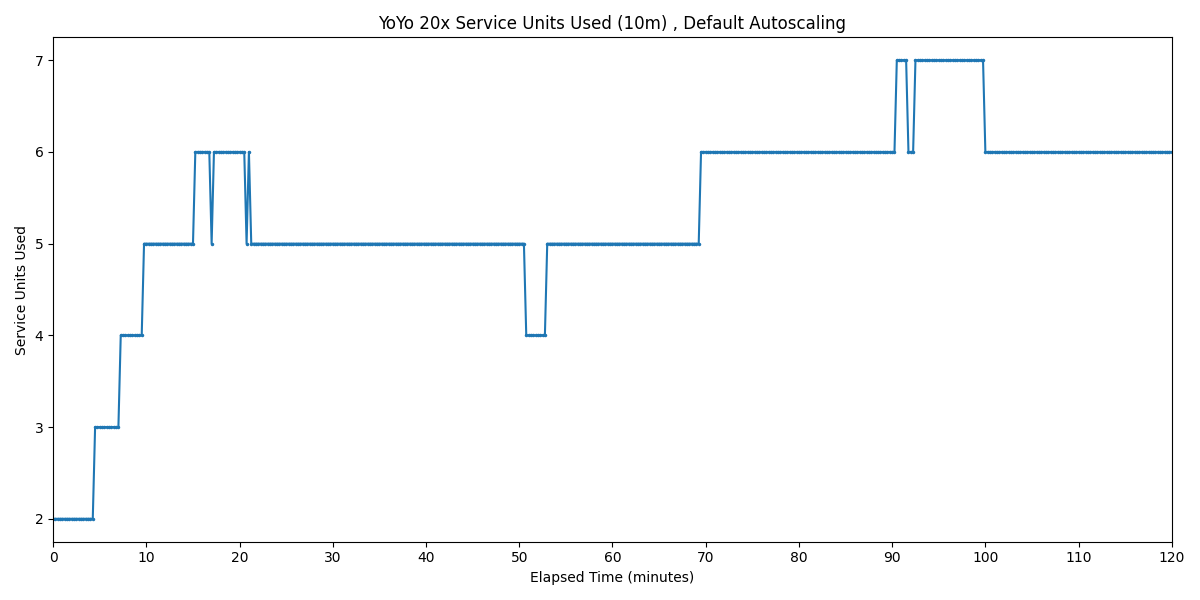 YoYo 20x Service Units Used (10m) , Default Autoscaling
Service Units Used
7
6
5
4
3
2
0 10 20 30 40 50 60 70 80 90 100 110 120
Elapsed Time (minutes)